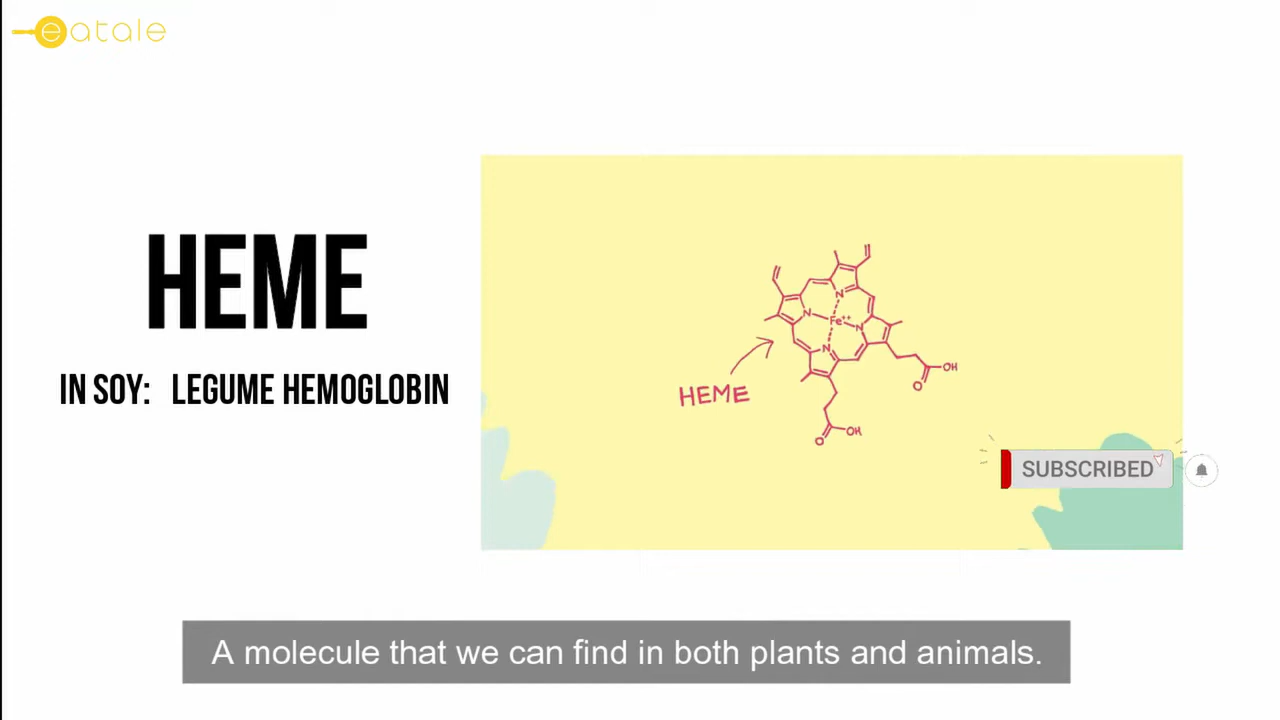 eatale
HEME
IN SOY: LEGUME HEMOGLOBIN
N
N
Fe++
N
N
OH
O
HEME
OH
O
SUBSCRIBED
A molecule that we can find in both plants and animals.